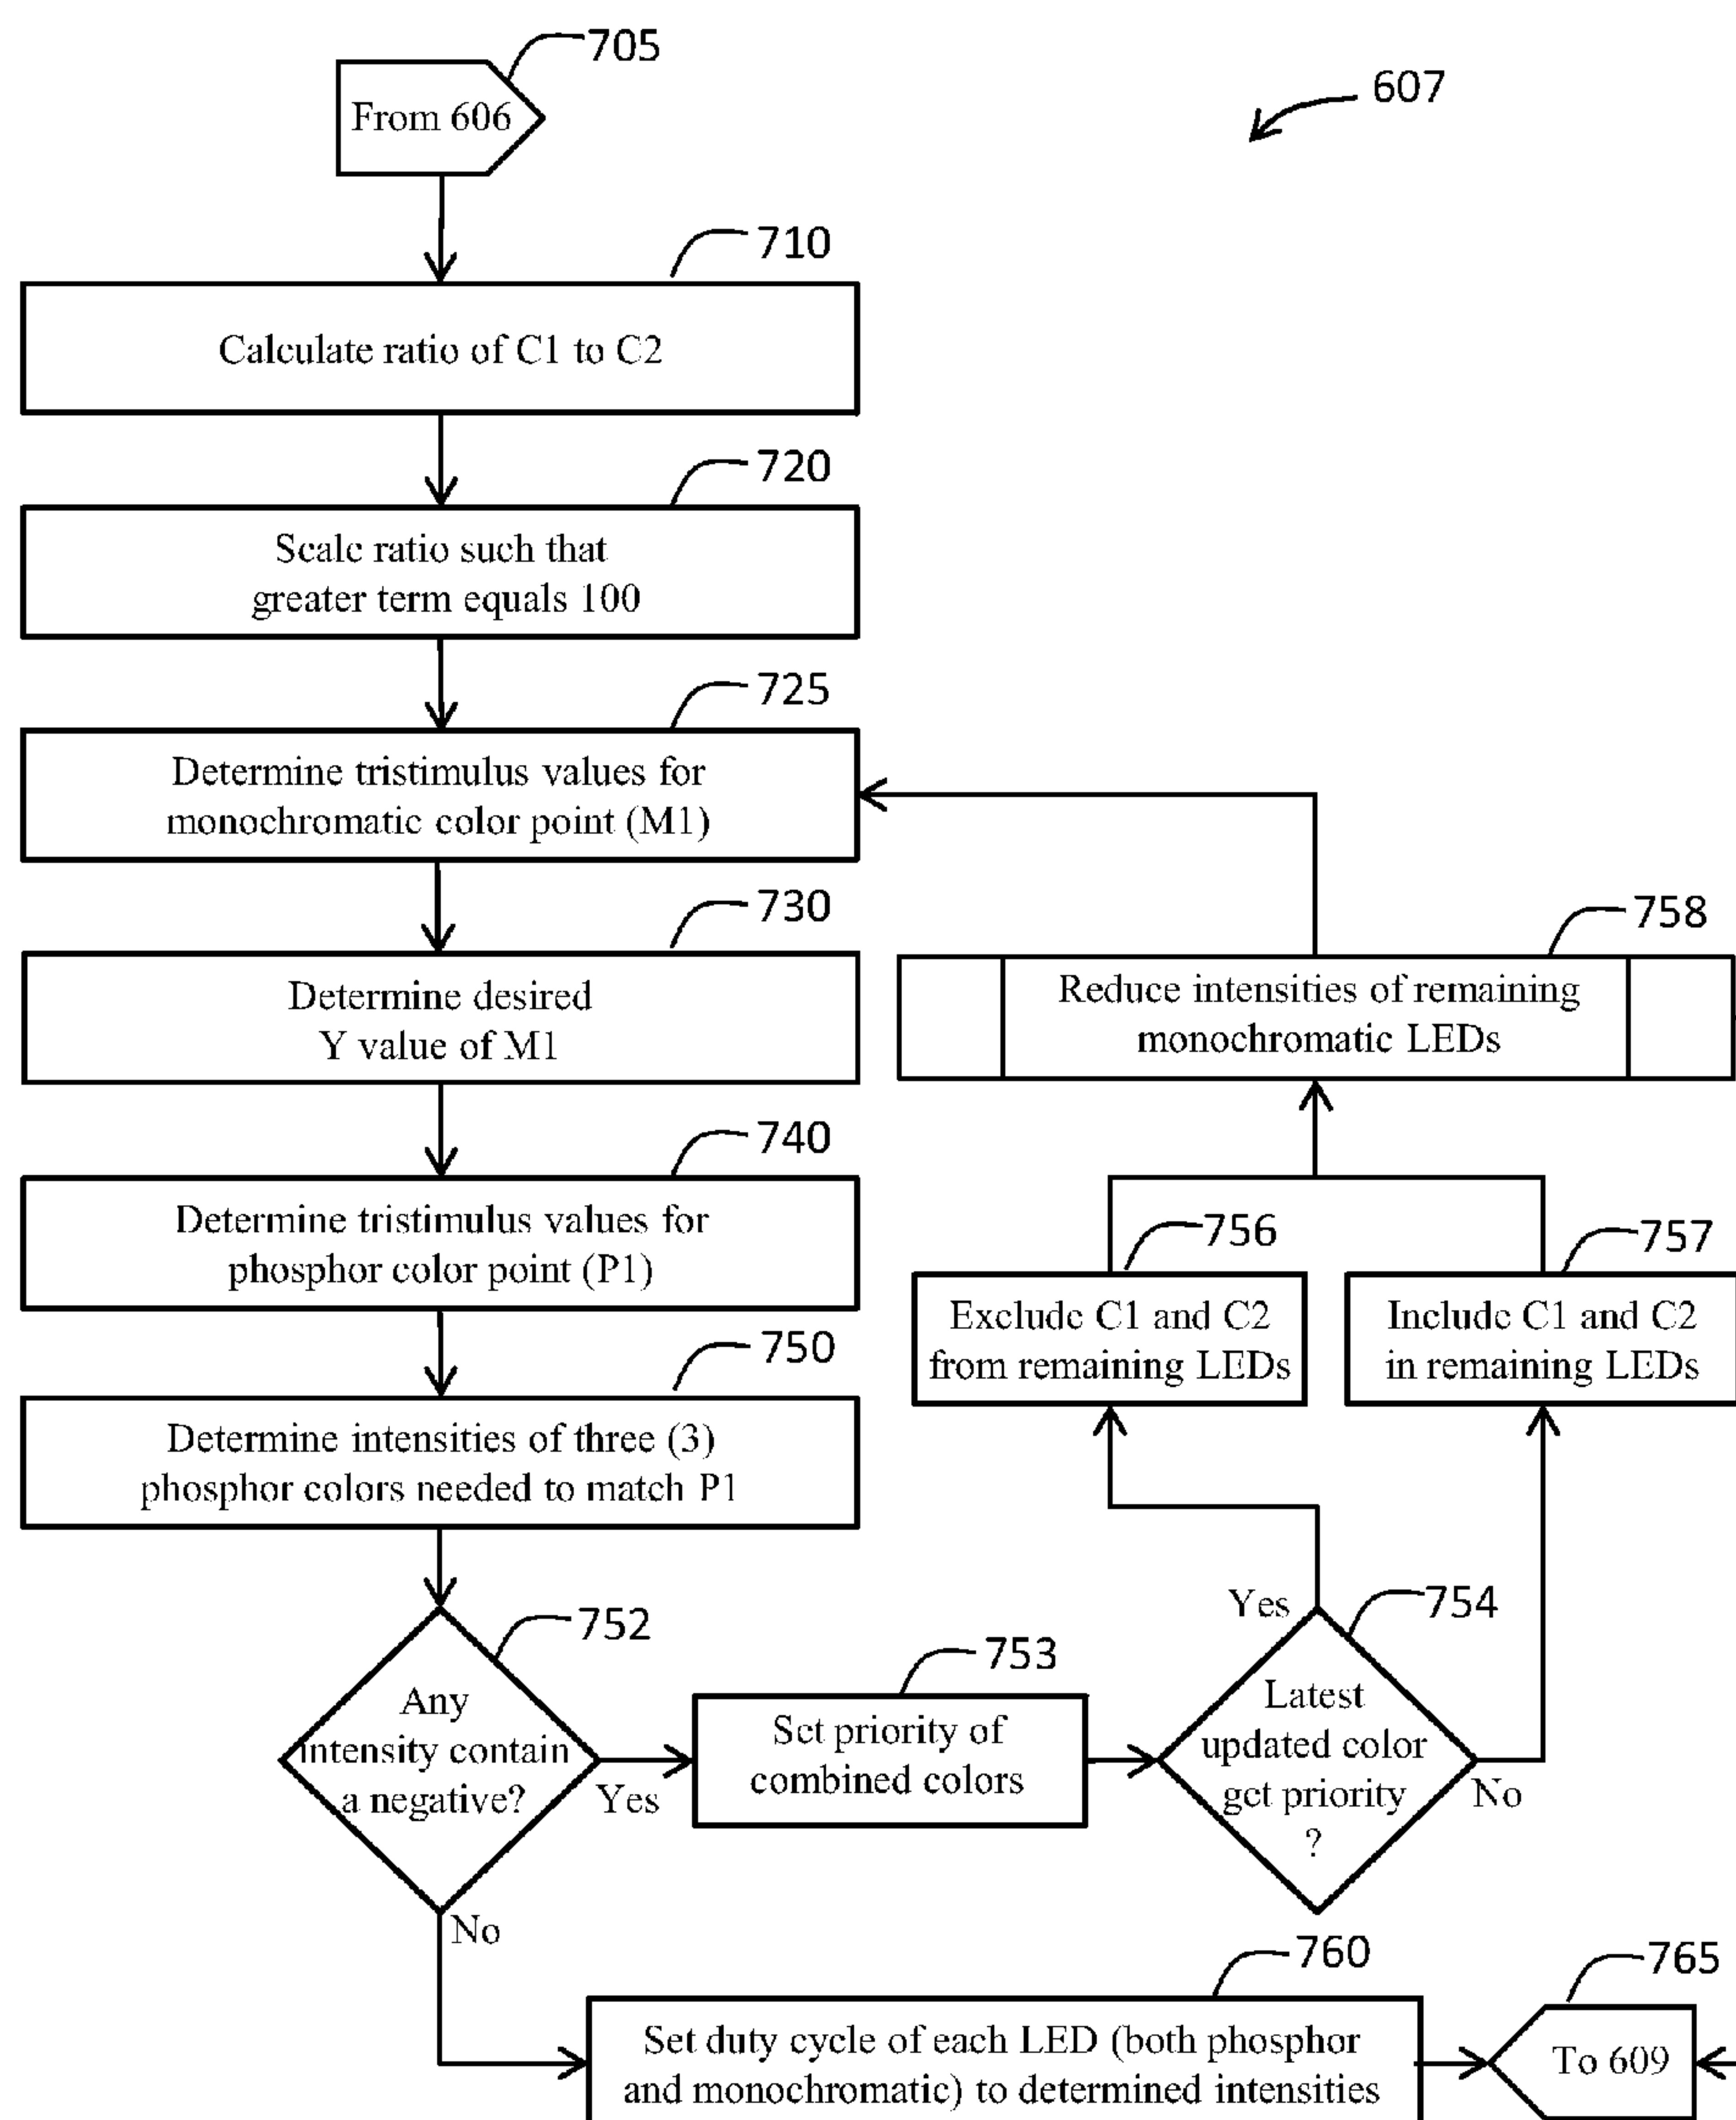 705
From 606
607
710
Calculate ratio of C1 to C2
720
Scale ratio such that
greater term equals 100
725
Determine tristimulus values for
monochromatic color point (M1)
730
Determine desired
Y value of M1
740
Determine tristimulus values for
phosphor color point (P1)
750
Determine intensities of three (3)
phosphor colors needed to match P1
752
Any
intensity contain
a negative?
Yes
No
753
Set priority of
combined colors
754
Latest
updated color
get priority
?
Yes
No
756
Exclude C1 and C2
from remaining LEDs
757
Include C1 and C2
in remaining LEDs
758
Reduce intensities of remaining
monochromatic LEDs
760
Set duty cycle of each LED (both phosphor
and monochromatic) to determined intensities
765
To 609